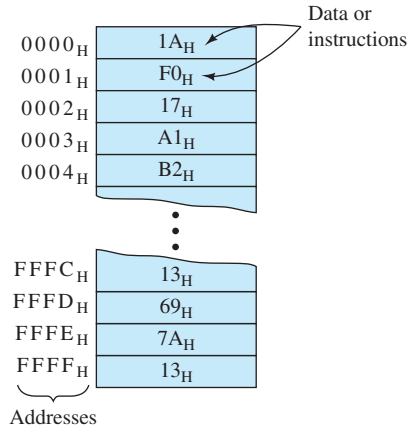 Data or
instructions
0000H 1AH
0001H F0H
0002H 17H
0003H A1H
0004H B2H
FFFCH 13H
FFFDH 69H
FFFEH 7AH
FFFFH 13H
Addresses